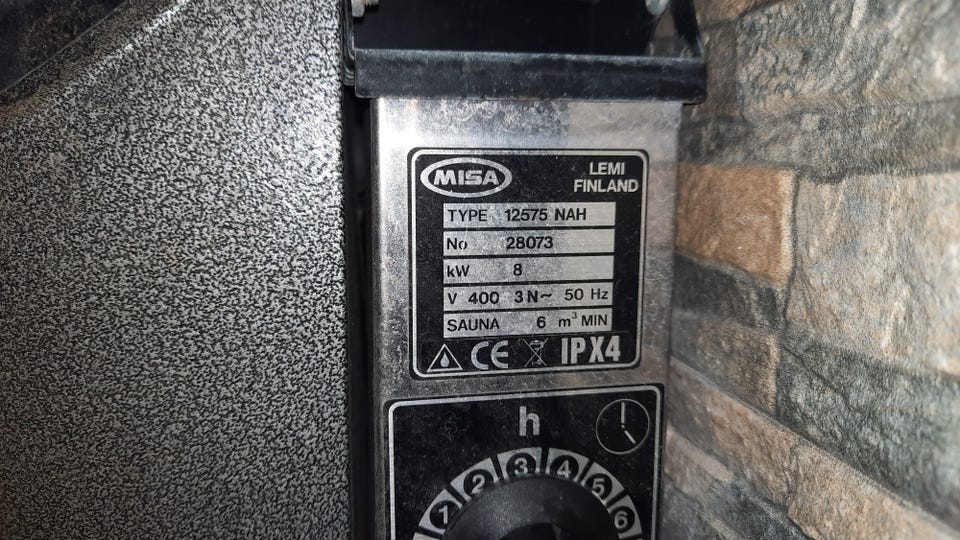 MISA
LEMI
FINLAND
TYPE 12575 NAH
No 28073
kW 8
V 400 3N~ 50 Hz
SAUNA 6 m³ MIN
CE IPX4
h
1 2 3 4 5 6